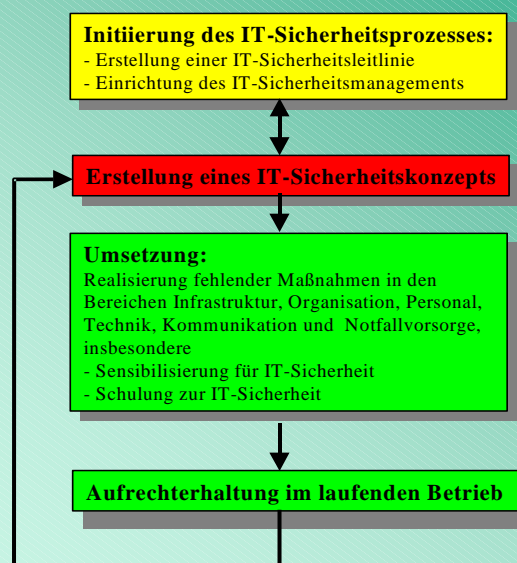 Initiierung des IT-Sicherheitsprozesses:
- Erstellung einer IT-Sicherheitsleitlinie
- Einrichtung des IT-Sicherheitsmanagements
Erstellung eines IT-Sicherheitskonzepts
Umsetzung:
Realisierung fehlender Maßnahmen in den
Bereichen Infrastruktur, Organisation, Personal,
Technik, Kommunikation und Notfallvorsorge,
insbesondere
- Sensibilisierung für IT-Sicherheit
- Schulung zur IT-Sicherheit
Aufrechterhaltung im laufenden Betrieb